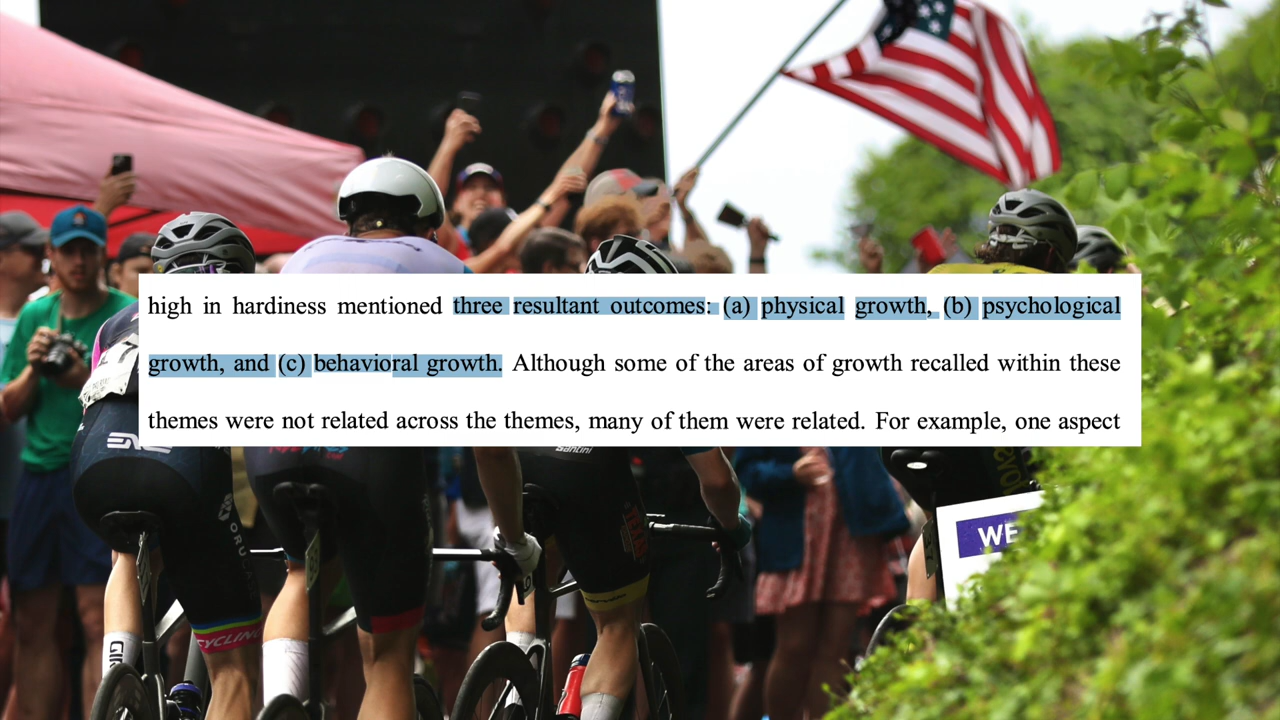 high in hardiness mentioned three resultant outcomes: (a) physical growth, (b) psychological
growth, and (c) behavioral growth. Although some of the areas of growth recalled within these
themes were not related across the themes, many of them were related. For example, one aspect
WE
CYCLING